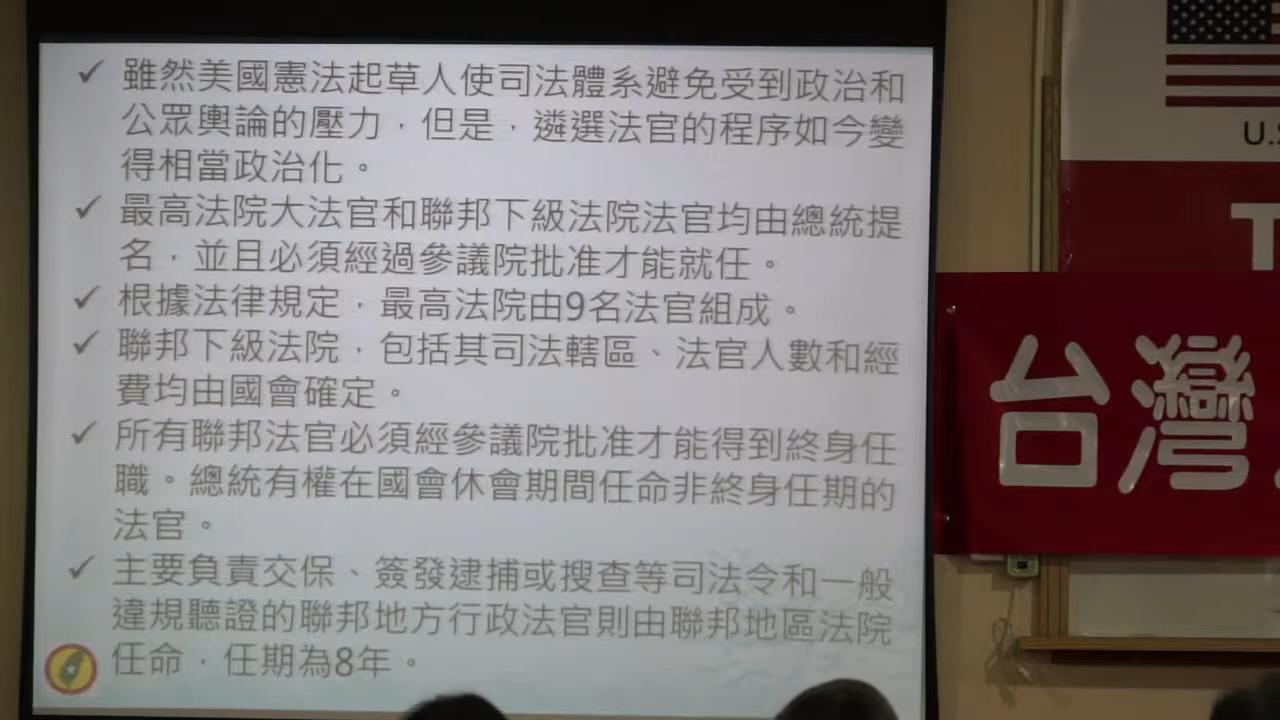 ✓ 雖然美國憲法起草人使司法體系避免受到政治和
公眾輿論的壓力，但是，遴選法官的程序如今變
得相當政治化。
✓ 最高法院大法官和聯邦下級法院法官均由總統提
名，並且必須經過參議院批准才能就任。
✓ 根據法律規定，最高法院由9名法官組成。
✓ 聯邦下級法院，包括其司法轄區、法官人數和經
費均由國會確定。
✓ 所有聯邦法官必須經參議院批准才能得到終身任
職。總統有權在國會休會期間任命非終身任期的
法官。
✓ 主要負責交保、簽發逮捕或搜查等司法令和一般
違規聽證的聯邦地方行政法官則由聯邦地區法院
任命，任期為8年。
U.
T
台灣